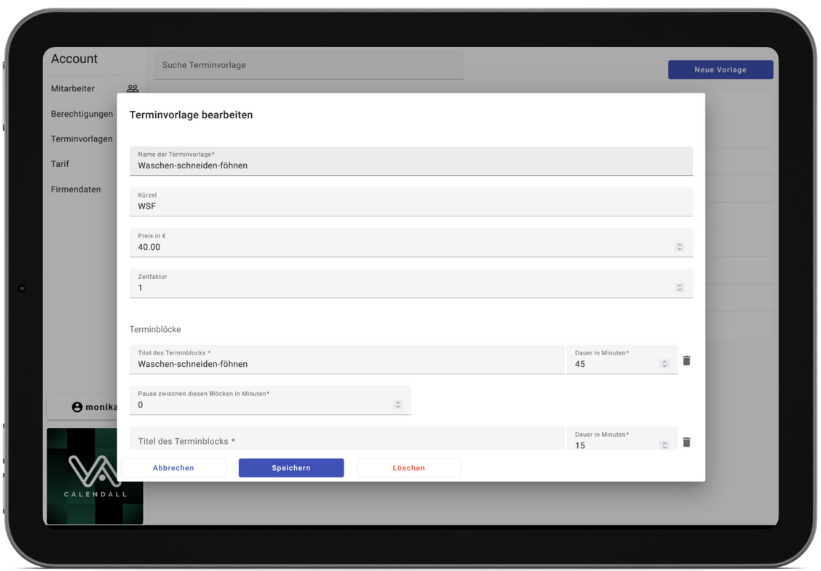 Account
Suche Terminvorlage
Neue Vorlage
Mitarbeiter
Berechtigungen
Terminvorlagen
Tarif
Firmendaten
monika
CALENDALL
Terminvorlage bearbeiten
Name der Terminvorlage*
Waschen-schneiden-föhnen
Kürzel
WSF
Preis in €
40.00
Zeitfaktor
1
Terminblöcke
Titel des Terminblocks *
Waschen-schneiden-föhnen
Dauer in Minuten*
45
Pause zwischen diesen Blöcken in Minuten*
0
Titel des Terminblocks *
Dauer in Minuten*
15
Abbrechen
Speichern
Löschen